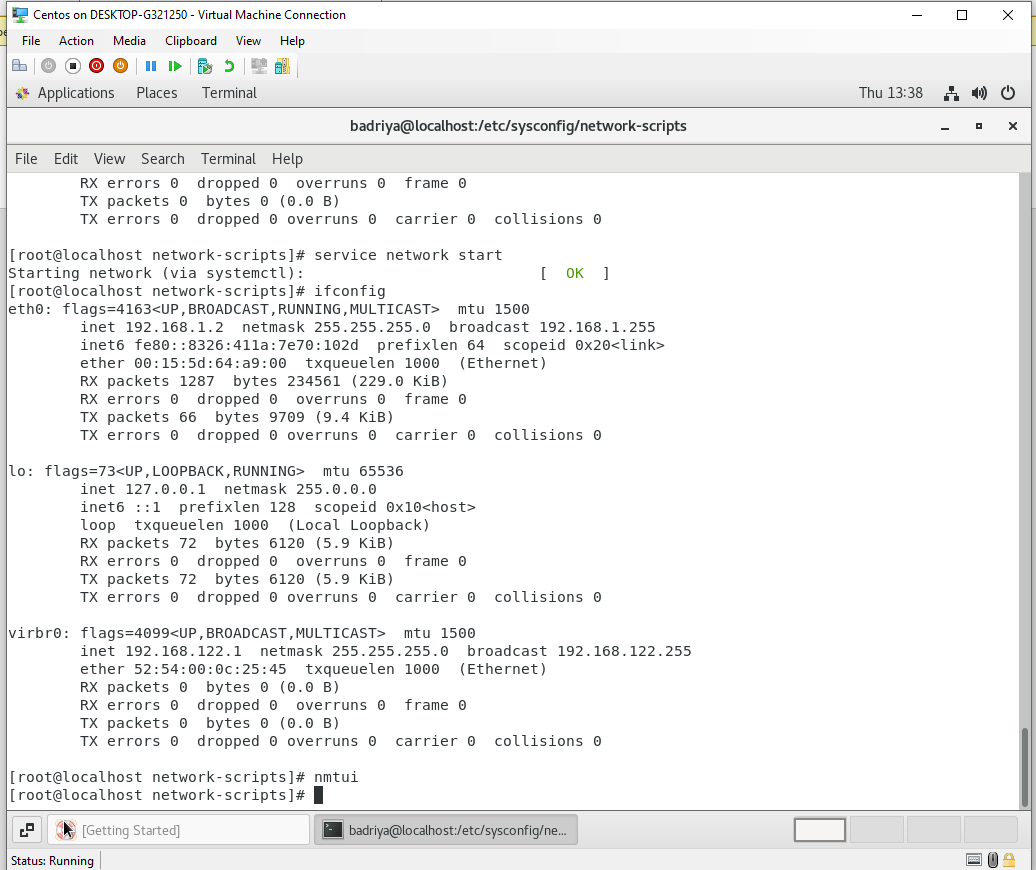 Centos on DESKTOP-G321250 - Virtual Machine Connection
File Action Media Clipboard View Help
Applications Places Terminal Thu 13:38
badriya@localhost:/etc/sysconfig/network-scripts
File Edit View Search Terminal Help
RX errors 0 dropped 0 overruns 0 frame 0
TX packets 0 bytes 0 (0.0 B)
TX errors 0 dropped 0 overruns 0 carrier 0 collisions 0
[root@localhost network-scripts]# service network start
Starting network (via systemctl): [ OK ]
[root@localhost network-scripts]# ifconfig
eth0: flags=4163<UP,BROADCAST,RUNNING,MULTICAST> mtu 1500
inet 192.168.1.2 netmask 255.255.255.0 broadcast 192.168.1.255
inet6 fe80::8326:411a:7e70:102d prefixlen 64 scopeid 0x20<link>
ether 00:15:5d:64:a9:00 txqueuelen 1000 (Ethernet)
RX packets 1287 bytes 234561 (229.0 KiB)
RX errors 0 dropped 0 overruns 0 frame 0
TX packets 66 bytes 9709 (9.4 KiB)
TX errors 0 dropped 0 overruns 0 carrier 0 collisions 0
lo: flags=73<UP,LOOPBACK,RUNNING> mtu 65536
inet 127.0.0.1 netmask 255.0.0.0
inet6 ::1 prefixlen 128 scopeid 0x10<host>
loop txqueuelen 1000 (Local Loopback)
RX packets 72 bytes 6120 (5.9 KiB)
RX errors 0 dropped 0 overruns 0 frame 0
TX packets 72 bytes 6120 (5.9 KiB)
TX errors 0 dropped 0 overruns 0 carrier 0 collisions 0
virbr0: flags=4099<UP,BROADCAST,MULTICAST> mtu 1500
inet 192.168.122.1 netmask 255.255.255.0 broadcast 192.168.122.255
ether 52:54:00:0c:25:45 txqueuelen 1000 (Ethernet)
RX packets 0 bytes 0 (0.0 B)
RX errors 0 dropped 0 overruns 0 frame 0
TX packets 0 bytes 0 (0.0 B)
TX errors 0 dropped 0 overruns 0 carrier 0 collisions 0
[root@localhost network-scripts]# nmtui
[root@localhost network-scripts]#
[Getting Started] badriya@localhost:/etc/sysconfig/ne...
Status: Running